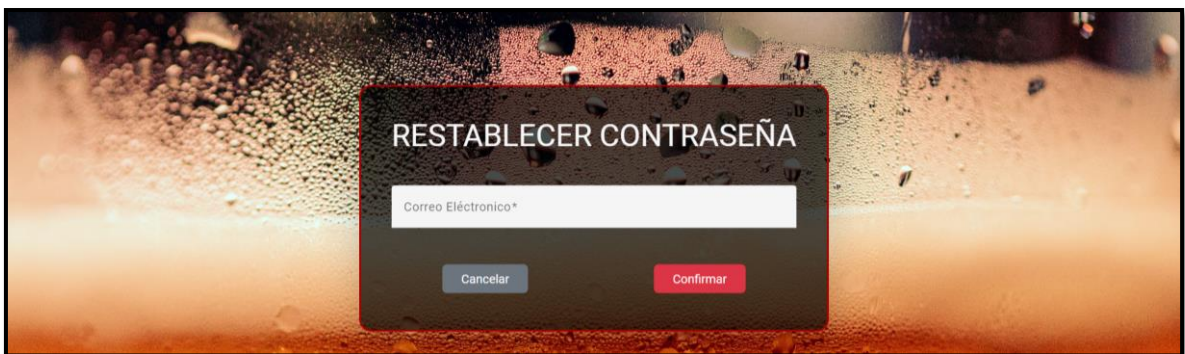 RESTABLECER CONTRASEÑA
Correo Eléctronico*
Cancelar
Confirmar